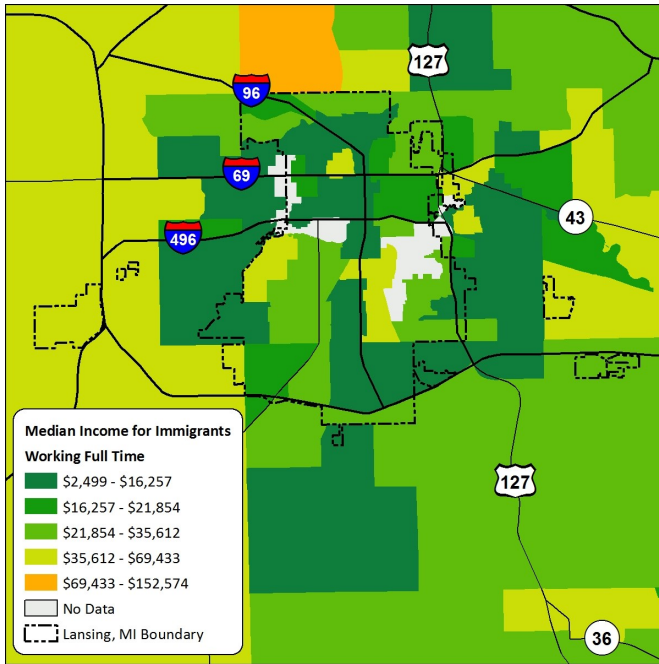 127
96
69
43
496
Median Income for Immigrants
Working Full Time
$2,499 - $16,257
$16,257 - $21,854
$21,854 - $35,612
$35,612 - $69,433
$69,433 - $152,574
No Data
Lansing, MI Boundary
127
36